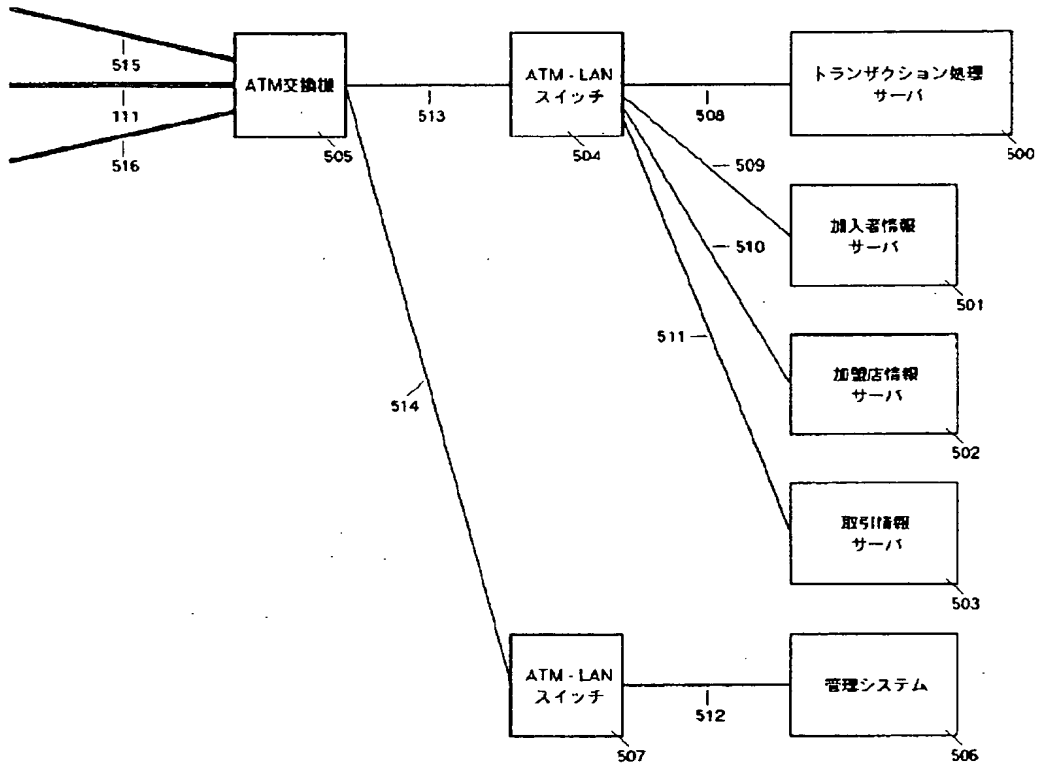 515
111
516
ATM交換機
505
513
514
ATM - LAN
スイッチ
504
508
509
510
511
トランザクション処理
サーバ
500
加入者情報
サーバ
501
加盟店情報
サーバ
502
取引情報
サーバ
503
ATM - LAN
スイッチ
507
512
管理システム
506